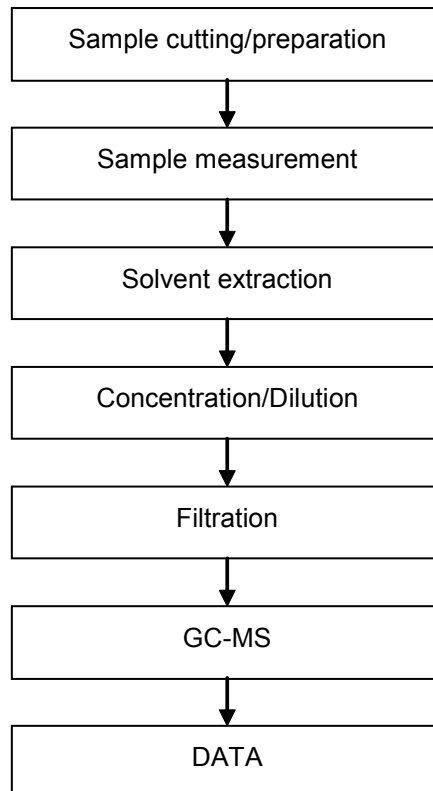 Sample cutting/preparation
Sample measurement
Solvent extraction
Concentration/Dilution
Filtration
GC-MS
DATA